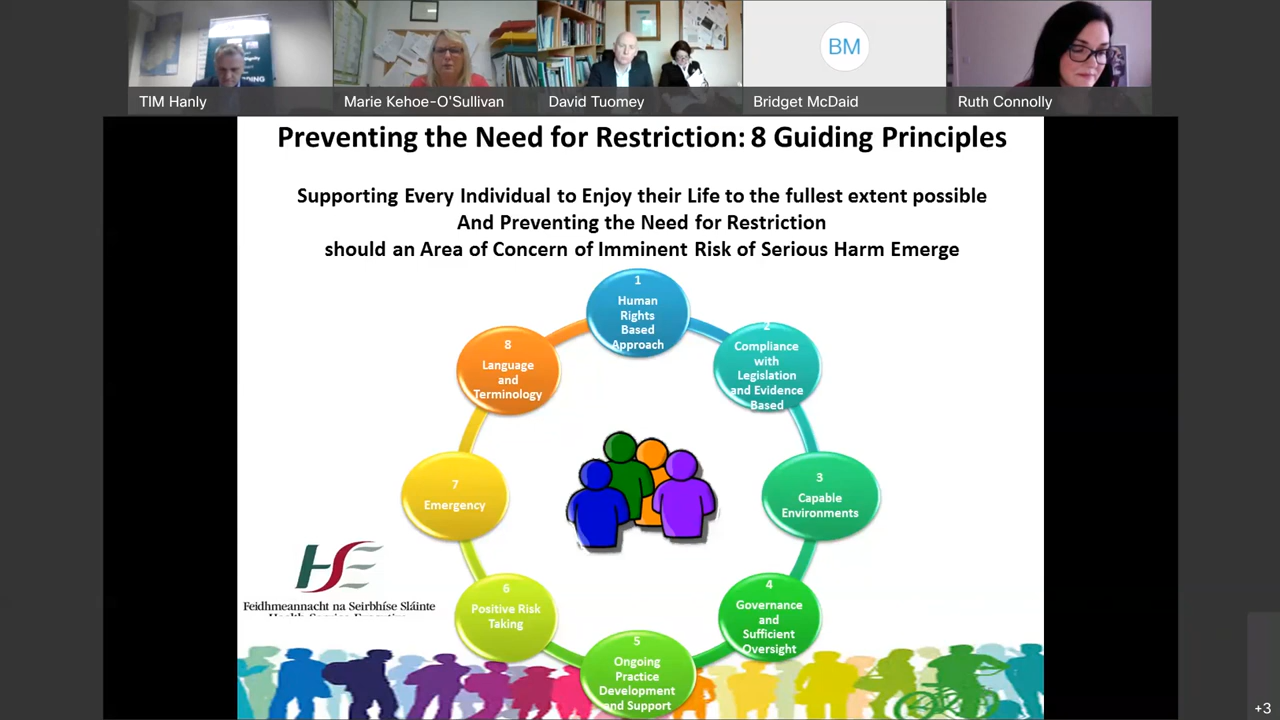 TIM Hanly
Marie Kehoe-O'Sullivan
David Tuomey
BM
Bridget McDaid
Ruth Connolly
Preventing the Need for Restriction: 8 Guiding Principles
Supporting Every Individual to Enjoy their Life to the fullest extent possible
And Preventing the Need for Restriction
should an Area of Concern of Imminent Risk of Serious Harm Emerge
1
Human
Rights
Based
Approach
2
Compliance
with
Legislation
and Evidence
Based
3
Capable
Environments
4
Governance
and
Sufficient
Oversight
5
Ongoing
Practice
Development
and Support
6
Positive Risk
Taking
7
Emergency
8
Language
and
Terminology
HSE
Feidhmeannacht na Seirbhíse Sláinte
Health Service Executive
+3